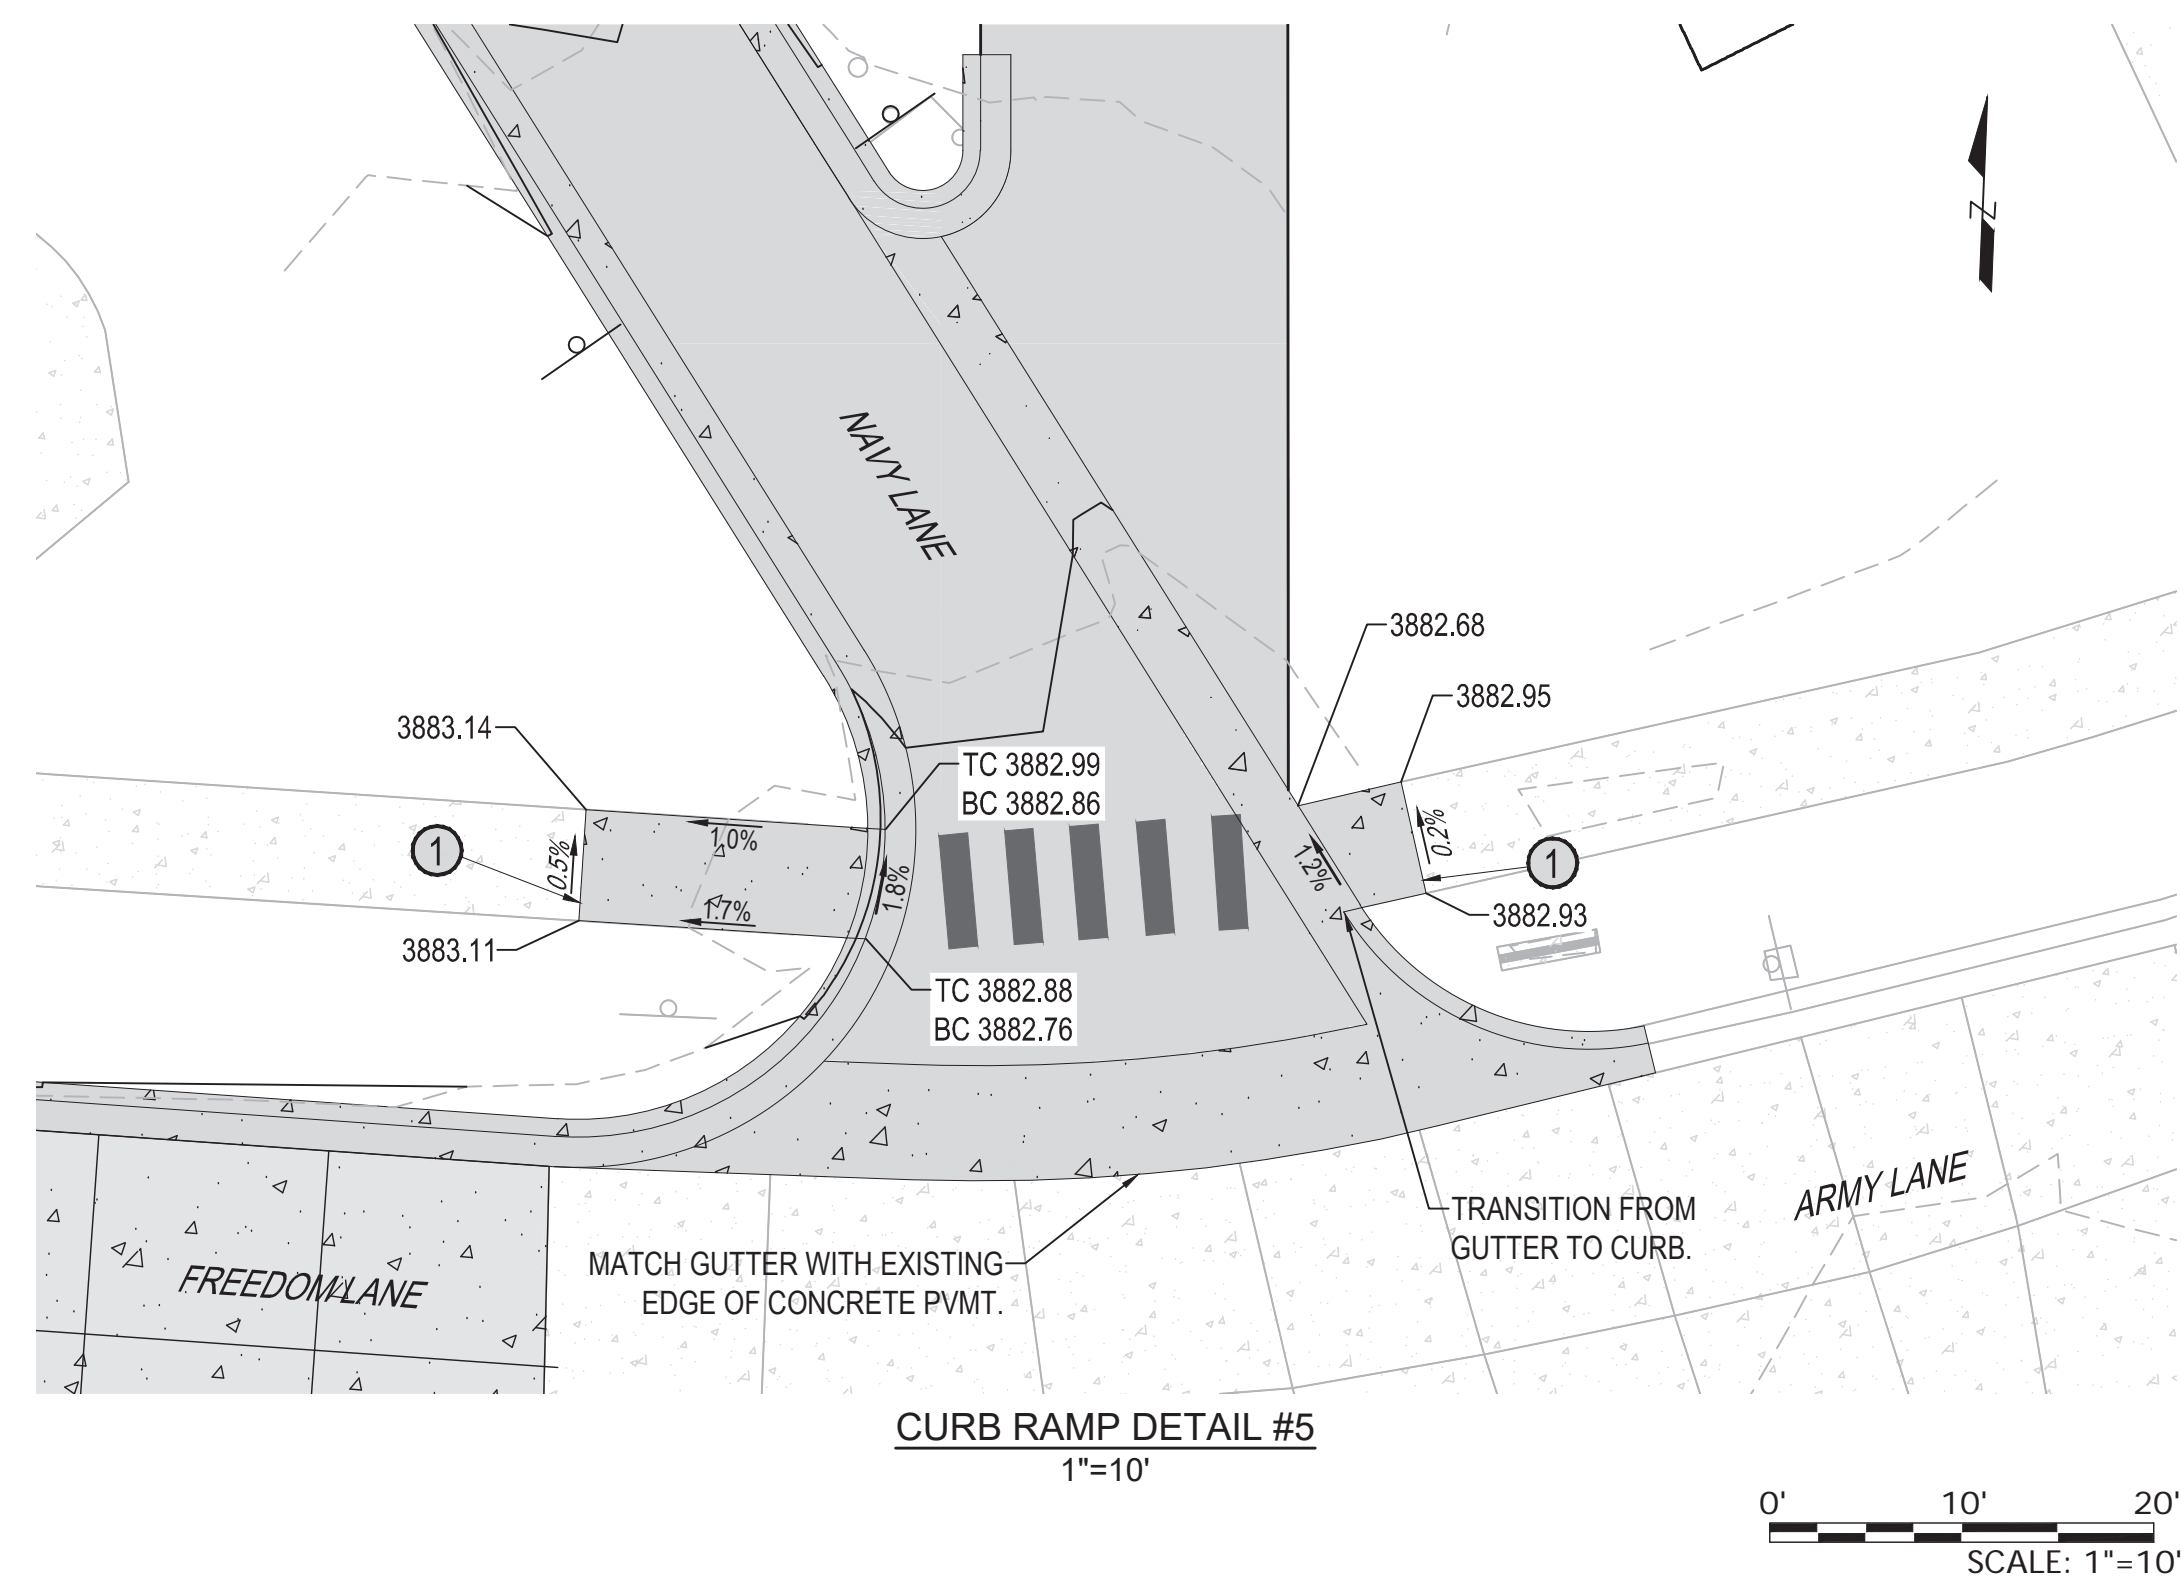 NAVY LANE
3882.68
3882.95
3883.14
TC 3882.99
BC 3882.86
1.0%
0.5%
1
1.7%
1.8%
1.2%
0.2%
1
3882.93
3883.11
TC 3882.88
BC 3882.76
N
TRANSITION FROM
GUTTER TO CURB.
ARMY LANE
MATCH GUTTER WITH EXISTING
EDGE OF CONCRETE PVMT.
FREEDOM LANE
CURB RAMP DETAIL #5
1"=10'
0' 10' 20'
SCALE: 1"=10'